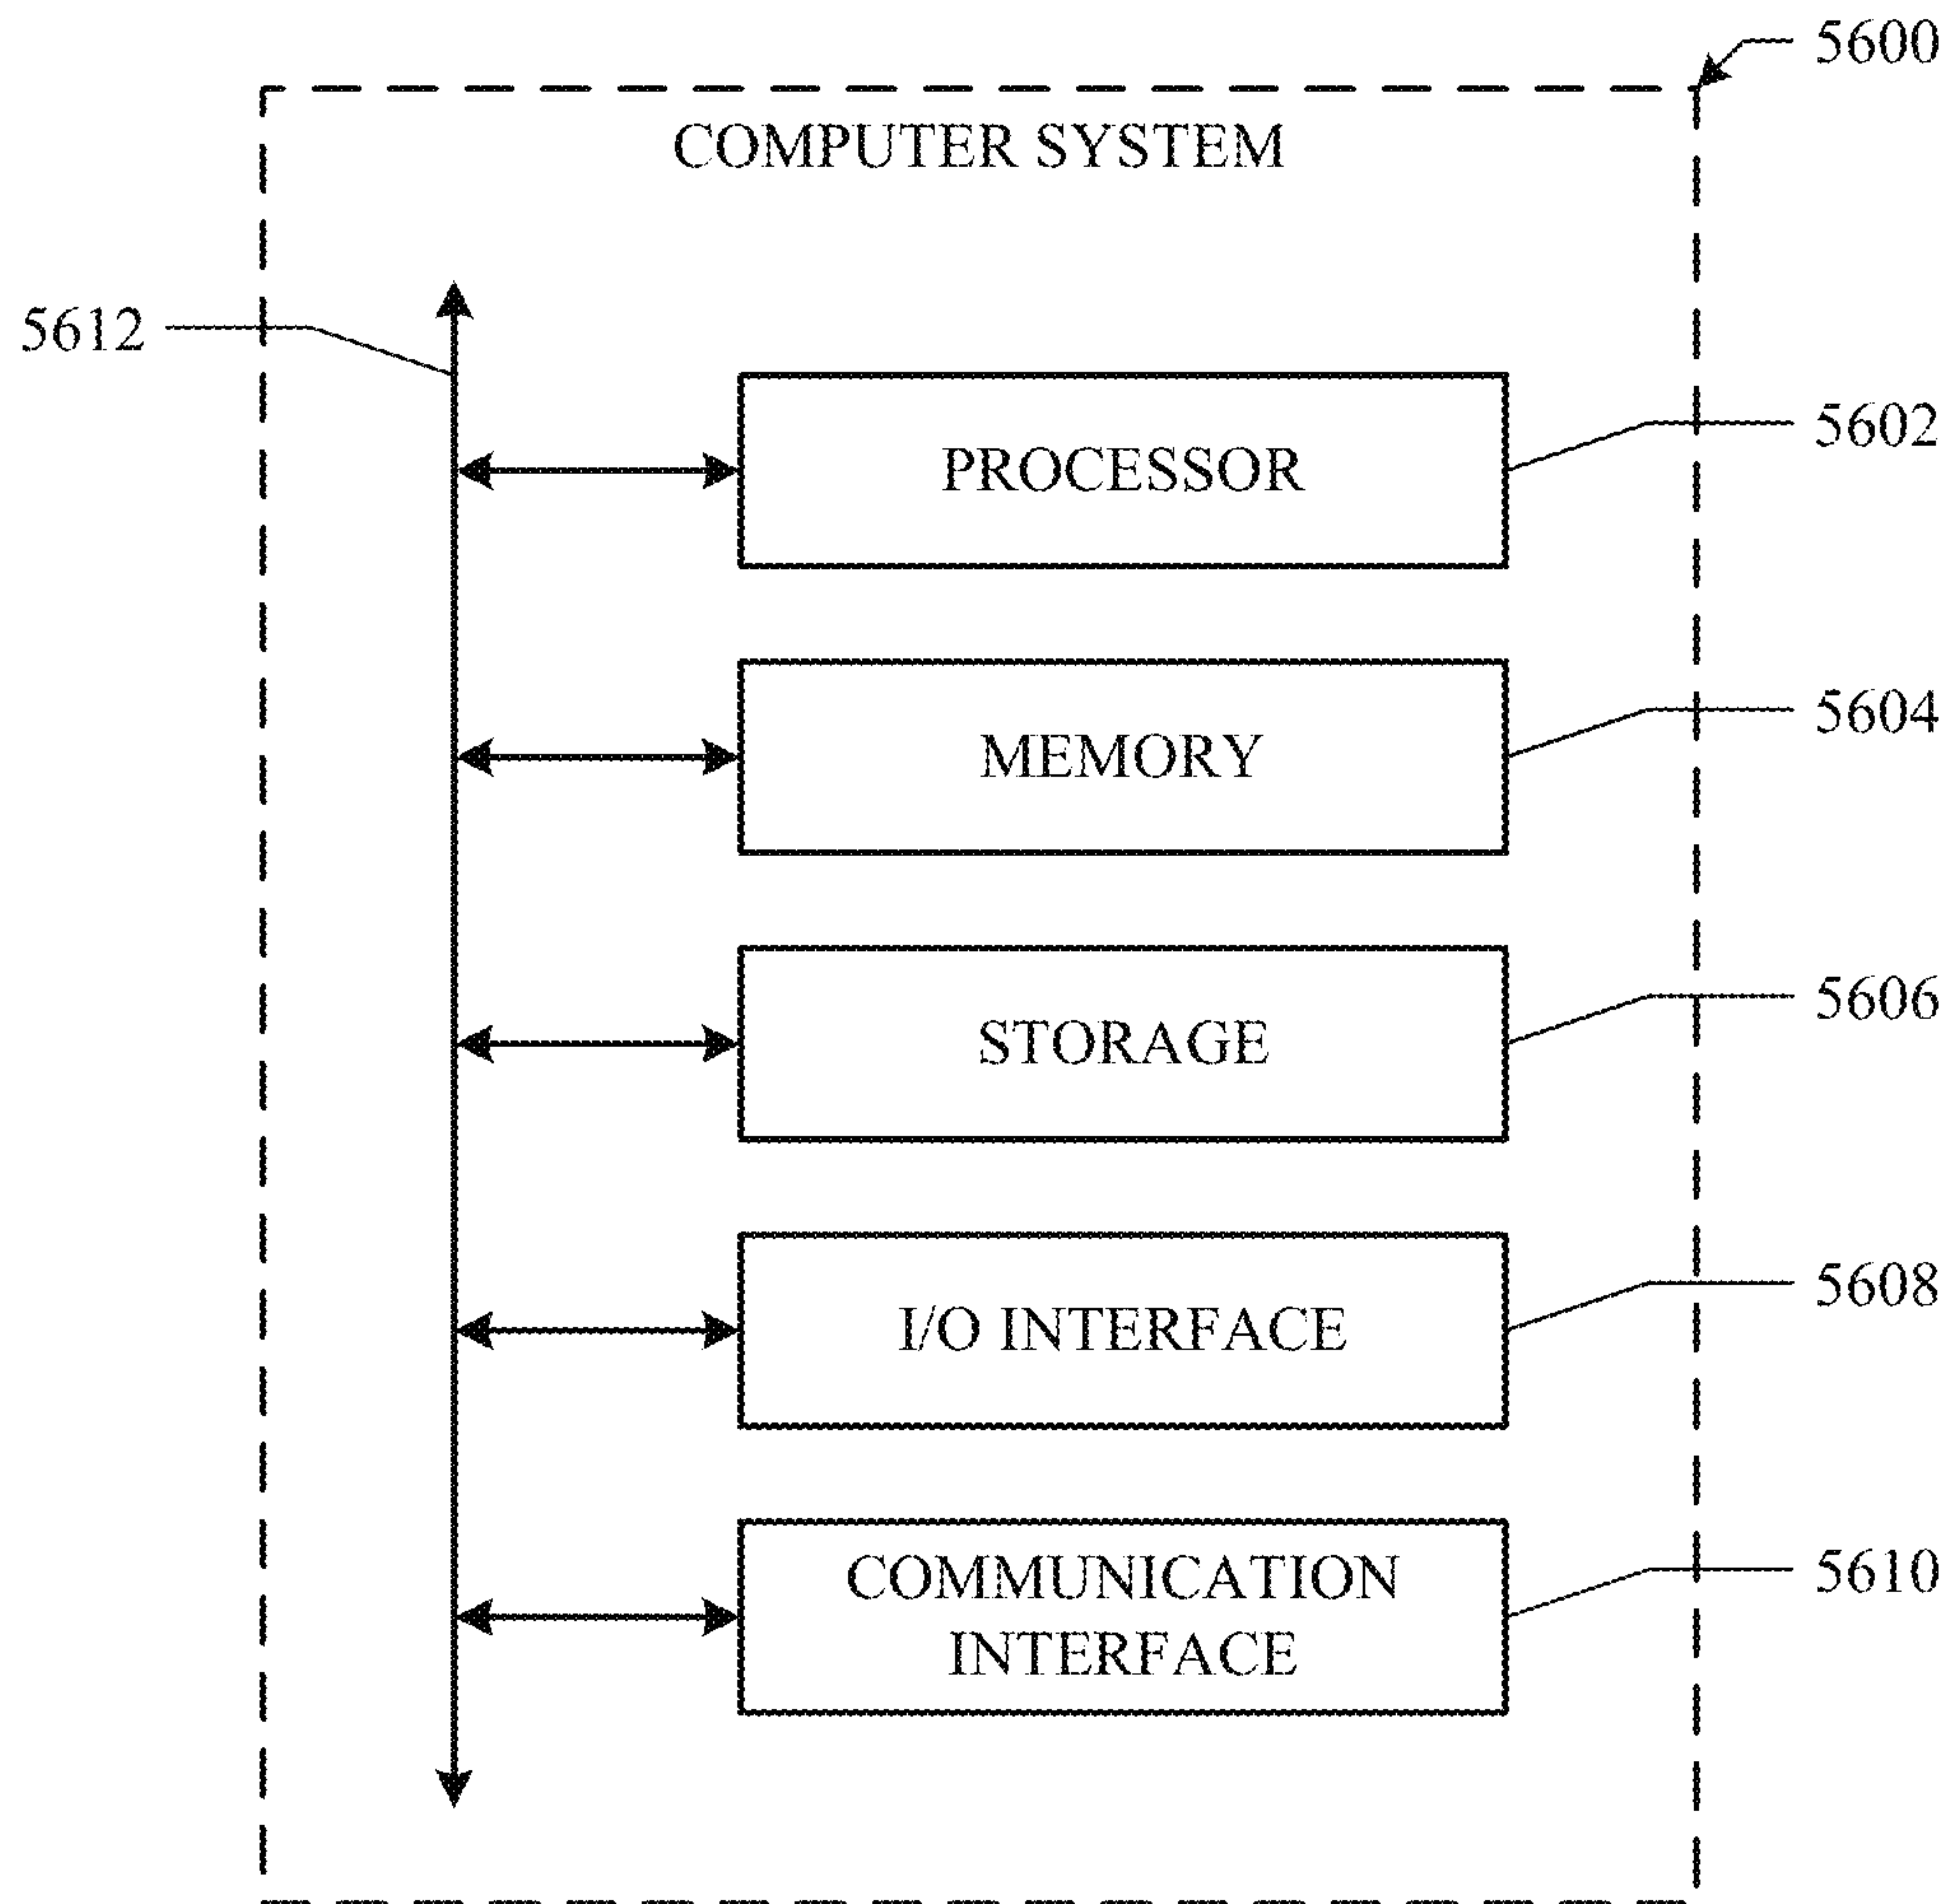 5600
COMPUTER SYSTEM
5612
PROCESSOR
5602
MEMORY
5604
STORAGE
5606
I/O INTERFACE
5608
COMMUNICATION
INTERFACE
5610